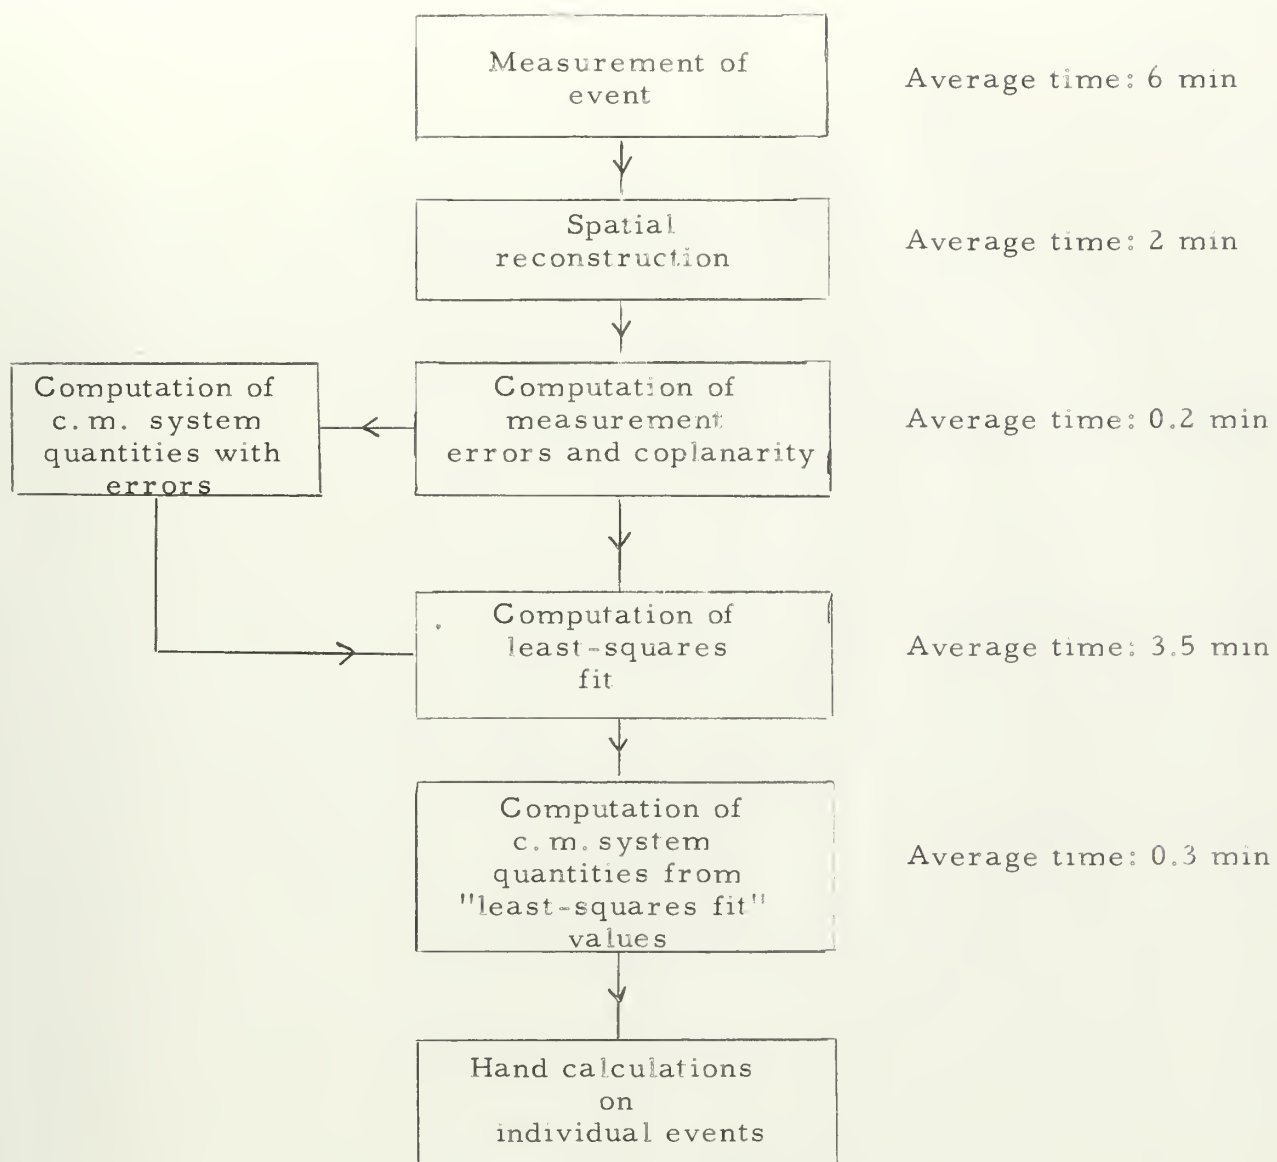 Measurement of
event
Average time: 6 min
Spatial
reconstruction
Average time: 2 min
Computation of
c.m. system
quantities with
errors
Computation of
measurement
errors and coplanarity
Average time: 0.2 min
Computation of
least-squares
fit
Average time: 3.5 min
Computation of
c.m. system
quantities from
"least-squares fit"
values
Average time: 0.3 min
Hand calculations
on
individual events